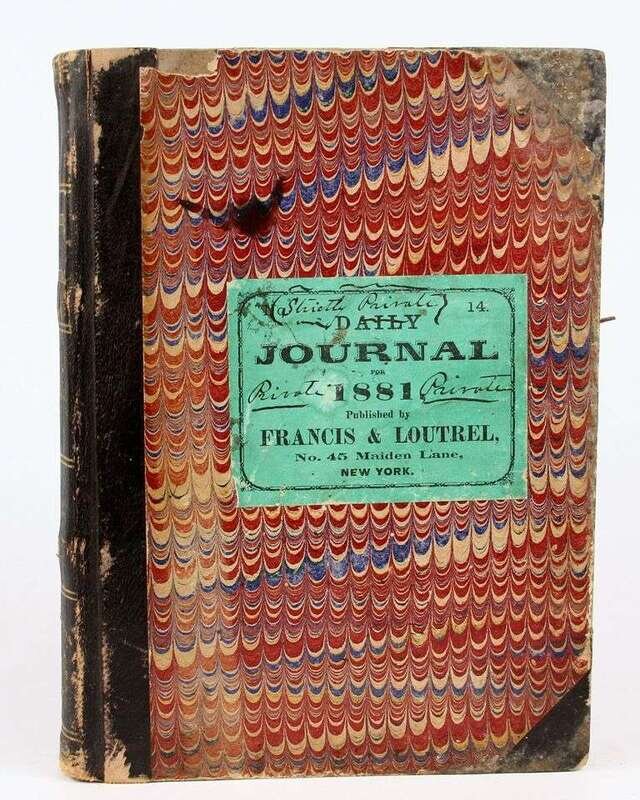 (Strictly Private) 14.
DAILY
JOURNAL
FOR
Private 1881 Private
Published by
FRANCIS & LOUTREL,
No. 45 Maiden Lane,
NEW YORK.